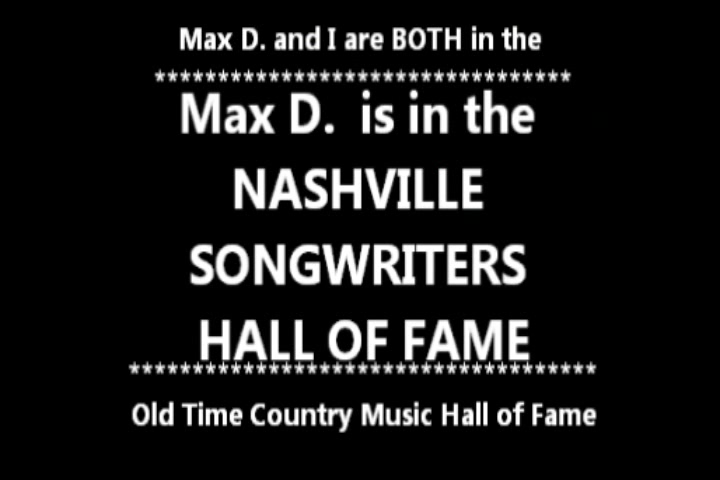 Max D. and I are BOTH in the
*********************************
Max D. is in the
NASHVILLE
SONGWRITERS
HALL OF FAME
*************************************
Old Time Country Music Hall of Fame